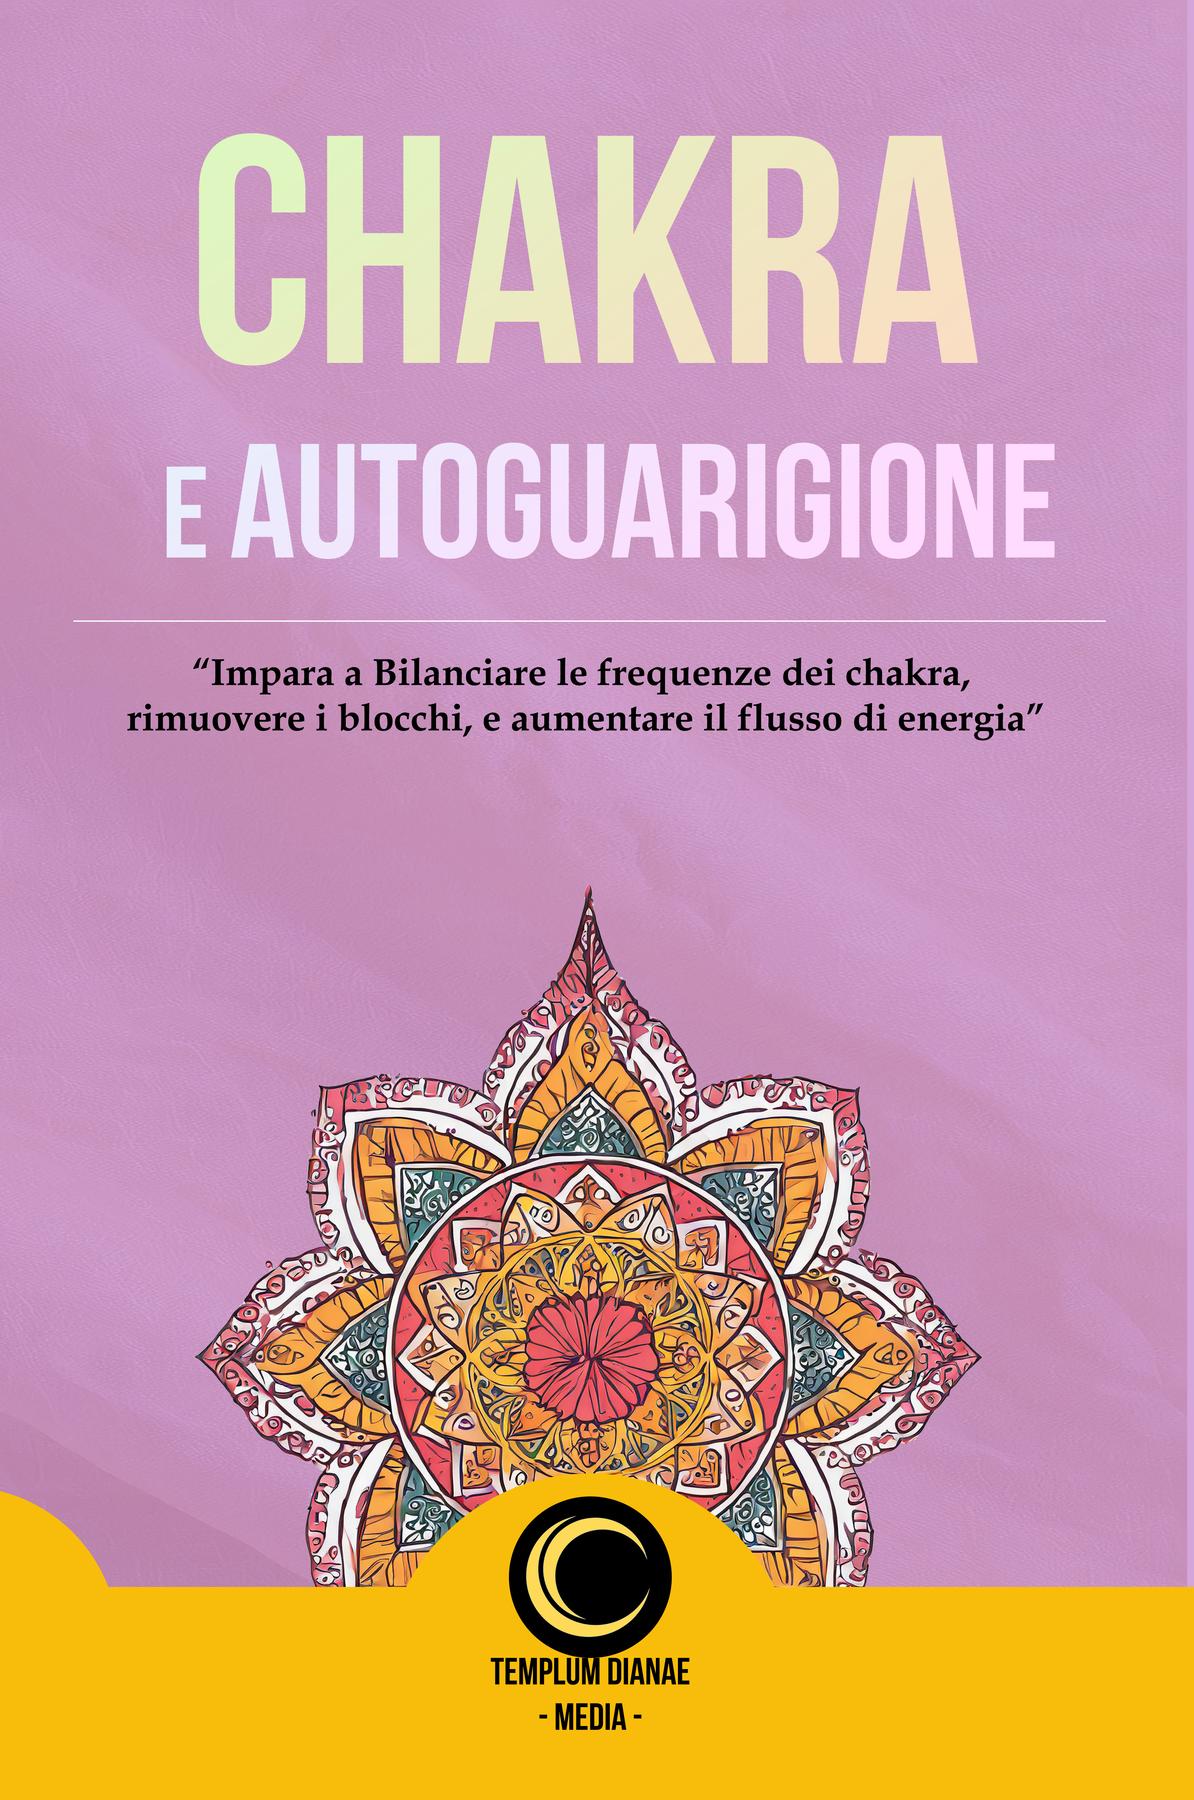 CHAKRA
E AUTOGUARIGIONE
“Impara a Bilanciare le frequenze dei chakra,
rimuovere i blocchi, e aumentare il flusso di energia”
TEMPLUM DIANAE
- MEDIA -